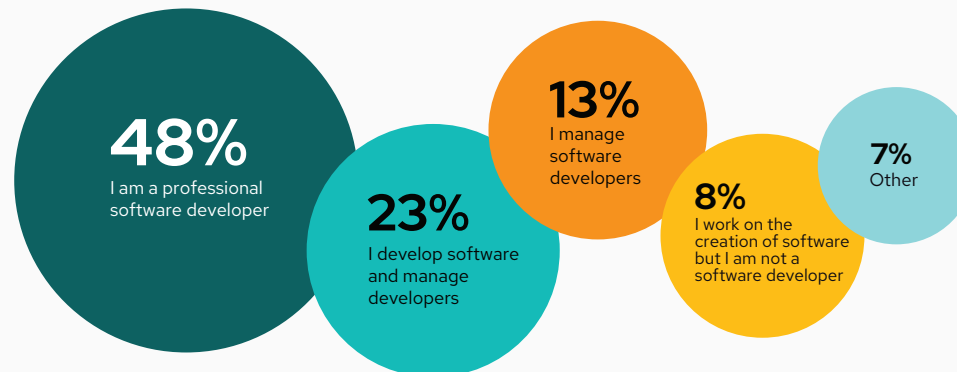 48%
I am a professional
software developer
23%
I develop software
and manage
developers
13%
I manage
software
developers
8%
I work on the
creation of software
but I am not a
software developer
7%
Other